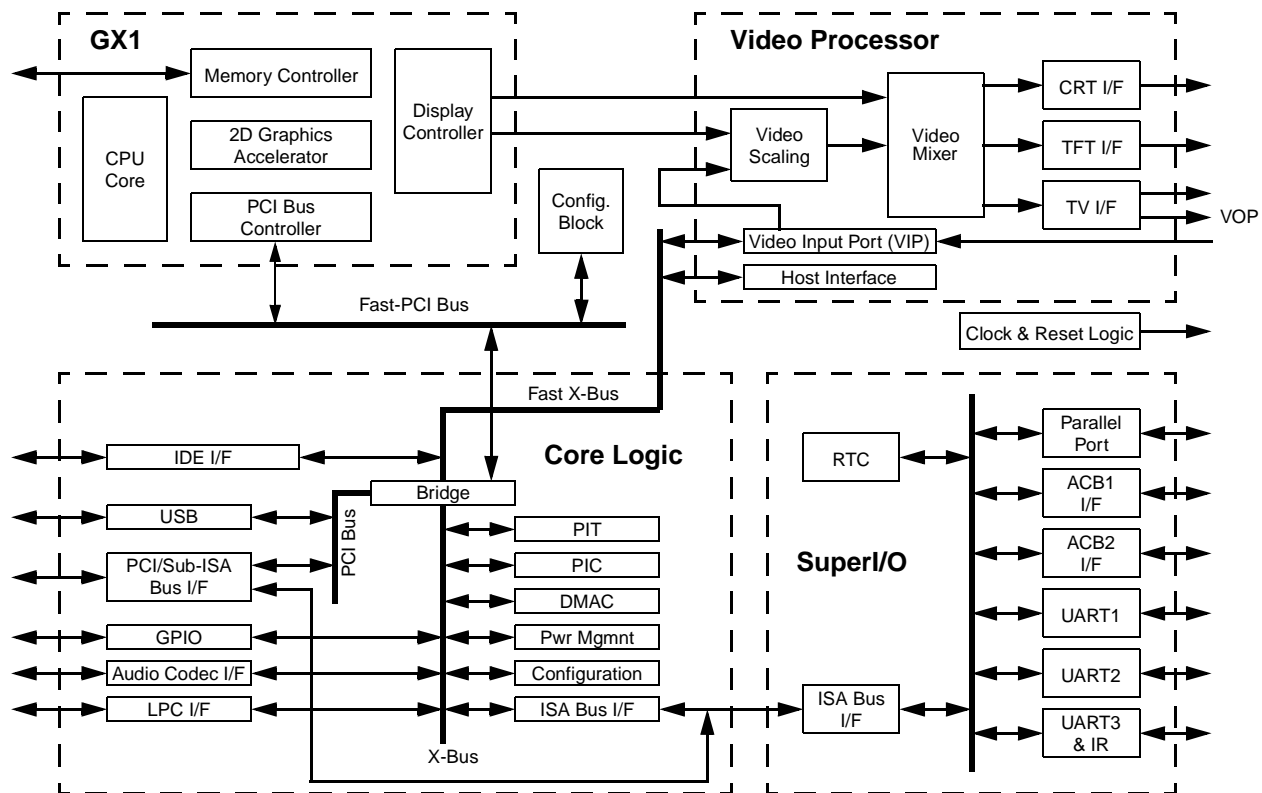 GX1
Memory Controller
CPU
Core
2D Graphics
Accelerator
PCI Bus
Controller
Display
Controller
Config.
Block
Fast-PCI Bus
Video Processor
Video
Scaling
Video
Mixer
CRT I/F
TFT I/F
TV I/F
VOP
Video Input Port (VIP)
Host Interface
Clock & Reset Logic
Fast X-Bus
Core Logic
IDE I/F
Bridge
USB
PCI Bus
PCI/Sub-ISA
Bus I/F
GPIO
Audio Codec I/F
LPC I/F
PIT
PIC
DMAC
Pwr Mgmnt
Configuration
ISA Bus I/F
X-Bus
SuperI/O
RTC
ISA Bus
I/F
Parallel
Port
ACB1
I/F
ACB2
I/F
UART1
UART2
UART3
& IR